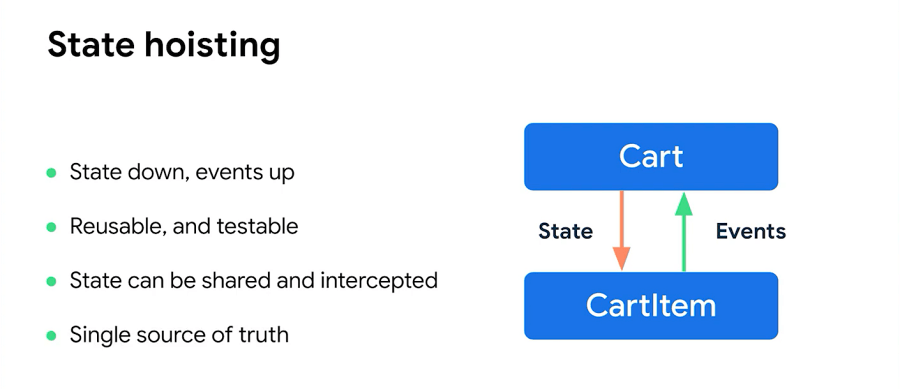 State hoisting
State down, events up
Reusable, and testable
State can be shared and intercepted
Single source of truth
Cart
State
Events
CartItem